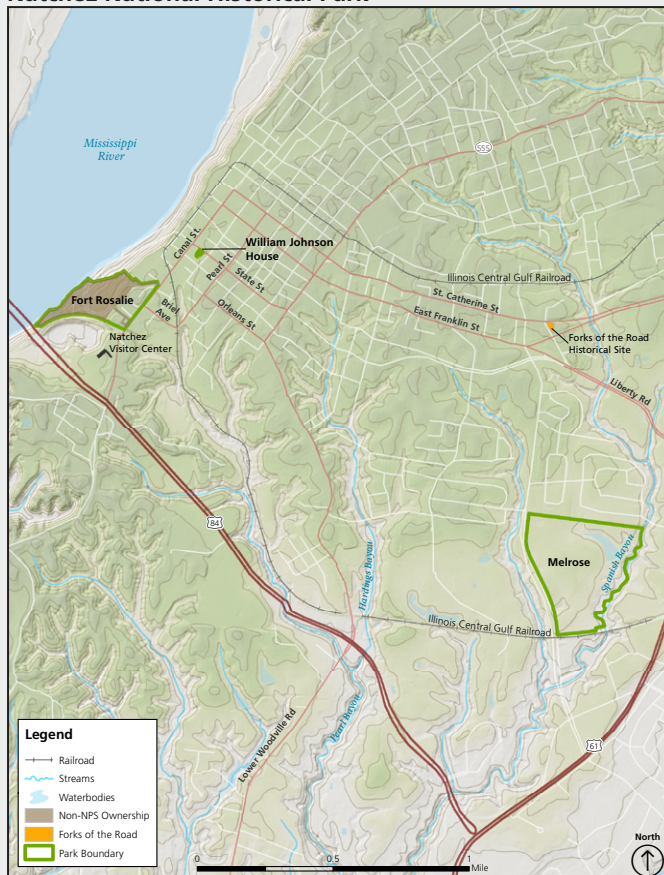 Natchez National Historical Park
Mississippi
River
555
Canal St.
William Johnson
House
Pearl St
State St
Illinois Central Gulf Railroad
Fort Rosalie
Briel
Ave
Orleans St
St. Catherine St
East Franklin St
Natchez
Visitor Center
Forks of the Road
Historical Site
Liberty Rd
84
Melrose
Spanish Bayou
Hardings Bayou
Illinois Central Gulf Railroad
Pearl Bayou
Lower Woodville Rd
61
Legend
Railroad
Streams
Waterbodies
Non-NPS Ownership
Forks of the Road
Park Boundary
North
0
0.5
1
Mile